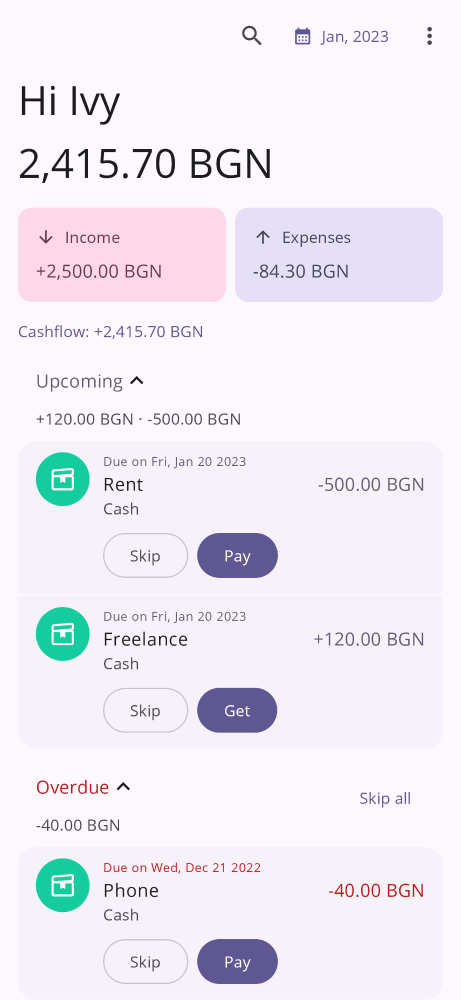 Jan, 2023
Hi Ivy
2,415.70 BGN
Income
+2,500.00 BGN
Expenses
-84.30 BGN
Cashflow: +2,415.70 BGN
Upcoming
+120.00 BGN · -500.00 BGN
Due on Fri, Jan 20 2023
Rent
-500.00 BGN
Cash
Skip
Pay
Due on Fri, Jan 20 2023
Freelance
+120.00 BGN
Cash
Skip
Get
Overdue
Skip all
-40.00 BGN
Due on Wed, Dec 21 2022
Phone
-40.00 BGN
Cash
Skip
Pay